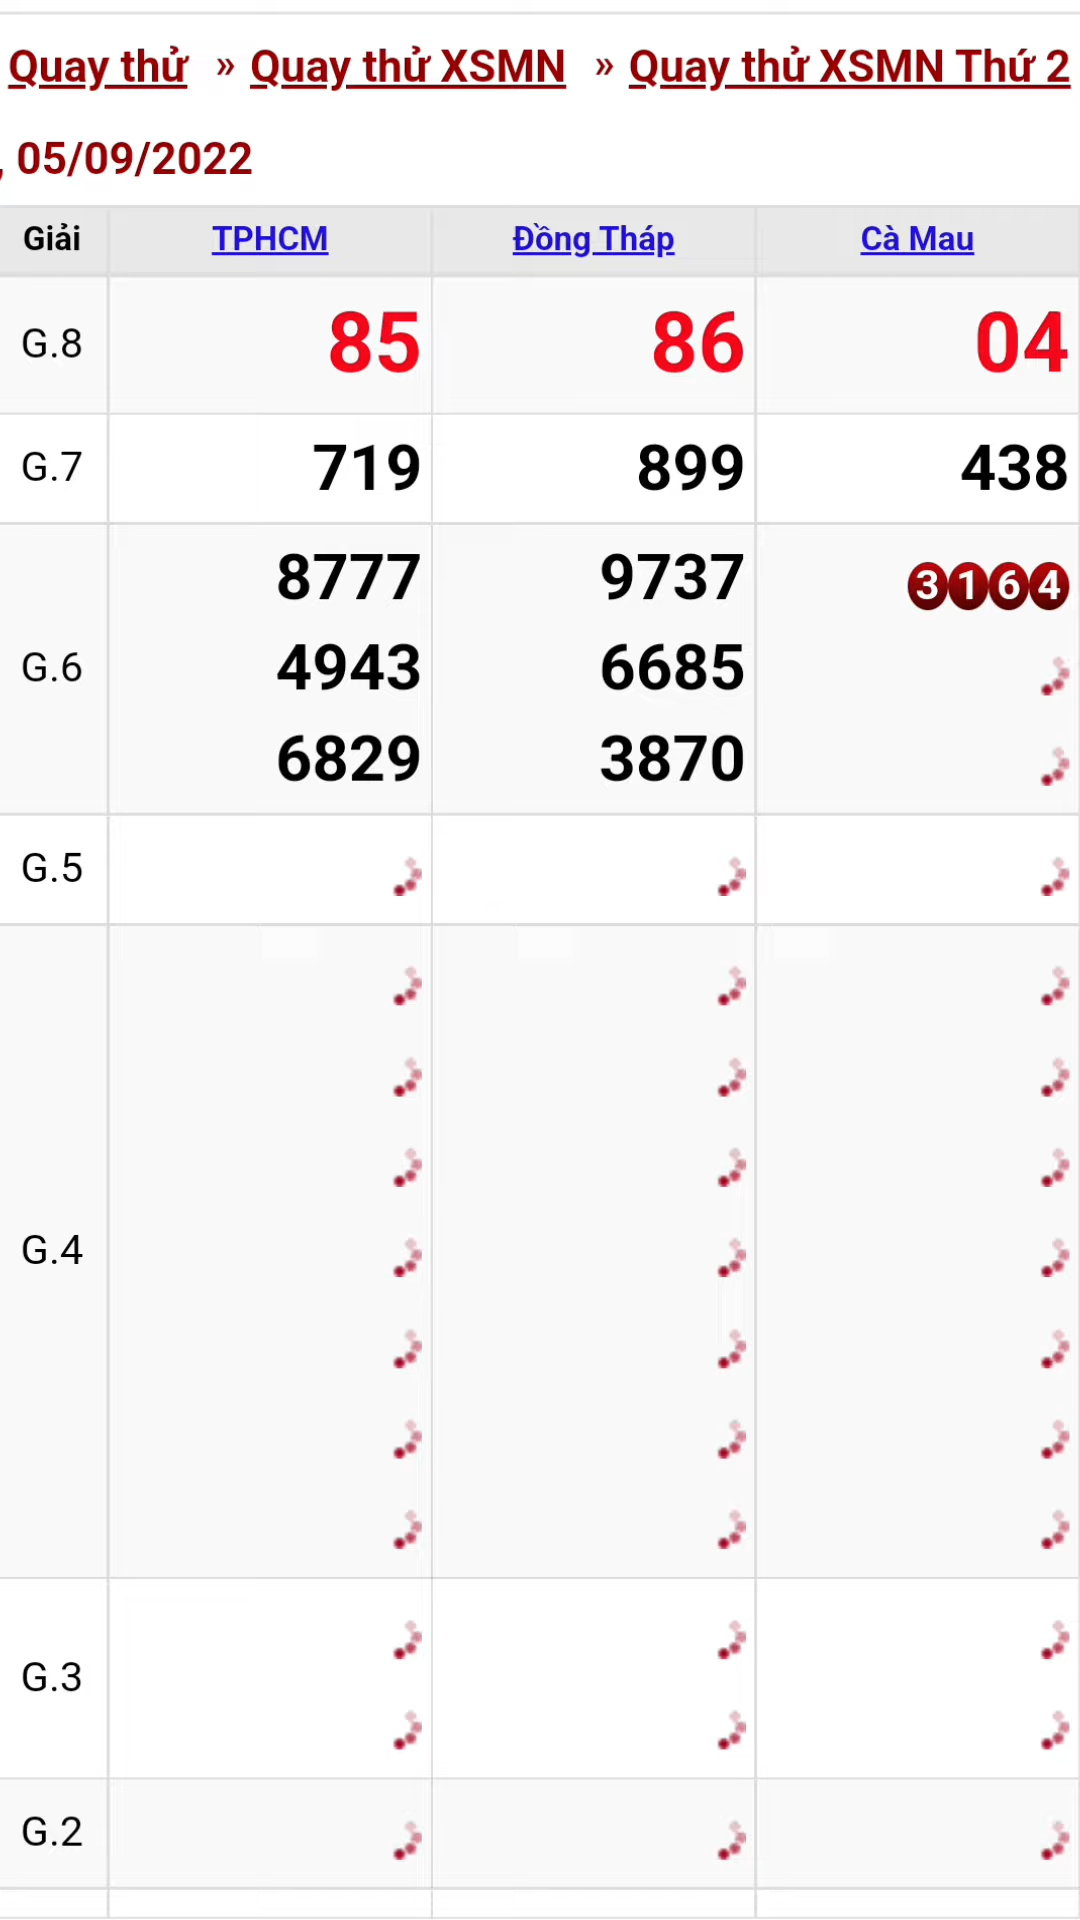 Quay thử » Quay thử XSMN » Quay thử XSMN Thứ 2
, 05/09/2022
Giải TPHCM Đồng Tháp Cà Mau
G.8 85 86 04
G.7 719 899 438
8777 9737 3164
G.6 4943 6685
6829 3870
G.5
G.4
G.3
G.2